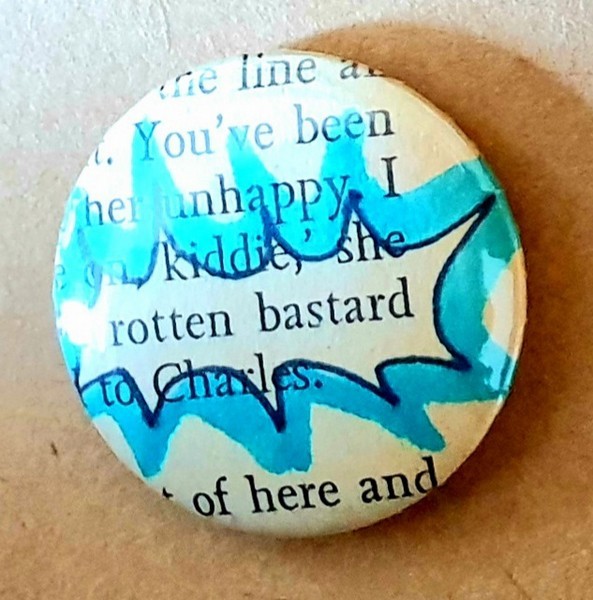 the line
. You've been
her unhappy. I
on, kiddie,' she
rotten bastard
to Charles.
of here and